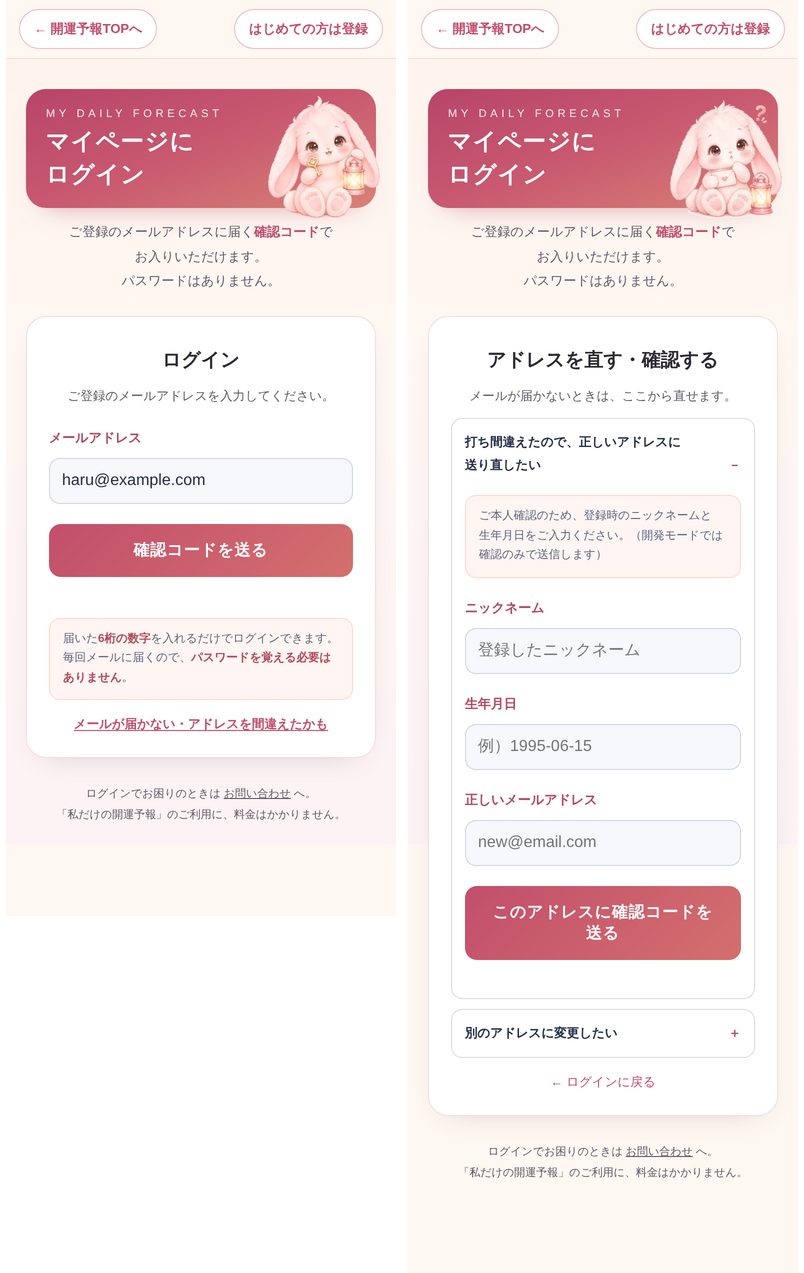 ← 開運予報TOPへ
はじめての方は登録
MY DAILY FORECAST
マイページに
ログイン
ご登録のメールアドレスに届く確認コードで
お入りいただけます。
パスワードはありません。
ログイン
ご登録のメールアドレスを入力してください。
メールアドレス
haru@example.com
確認コードを送る
届いた6桁の数字を入れるだけでログインできます。
毎回メールに届くので、パスワードを覚える必要は
ありません。
メールが届かない・アドレスを間違えたかも
ログインでお困りのときは お問い合わせ へ。
「私だけの開運予報」のご利用に、料金はかかりません。
← 開運予報TOPへ
はじめての方は登録
MY DAILY FORECAST
マイページに
ログイン
?
ご登録のメールアドレスに届く確認コードで
お入りいただけます。
パスワードはありません。
アドレスを直す・確認する
メールが届かないときは、ここから直せます。
打ち間違えたので、正しいアドレスに
送り直したい −
ご本人確認のため、登録時のニックネームと
生年月日をご入力ください。（開発モードでは
確認のみで送信します）
ニックネーム
登録したニックネーム
生年月日
例）1995-06-15
正しいメールアドレス
new@email.com
このアドレスに確認コードを
送る
別のアドレスに変更したい +
← ログインに戻る
ログインでお困りのときは お問い合わせ へ。
「私だけの開運予報」のご利用に、料金はかかりません。